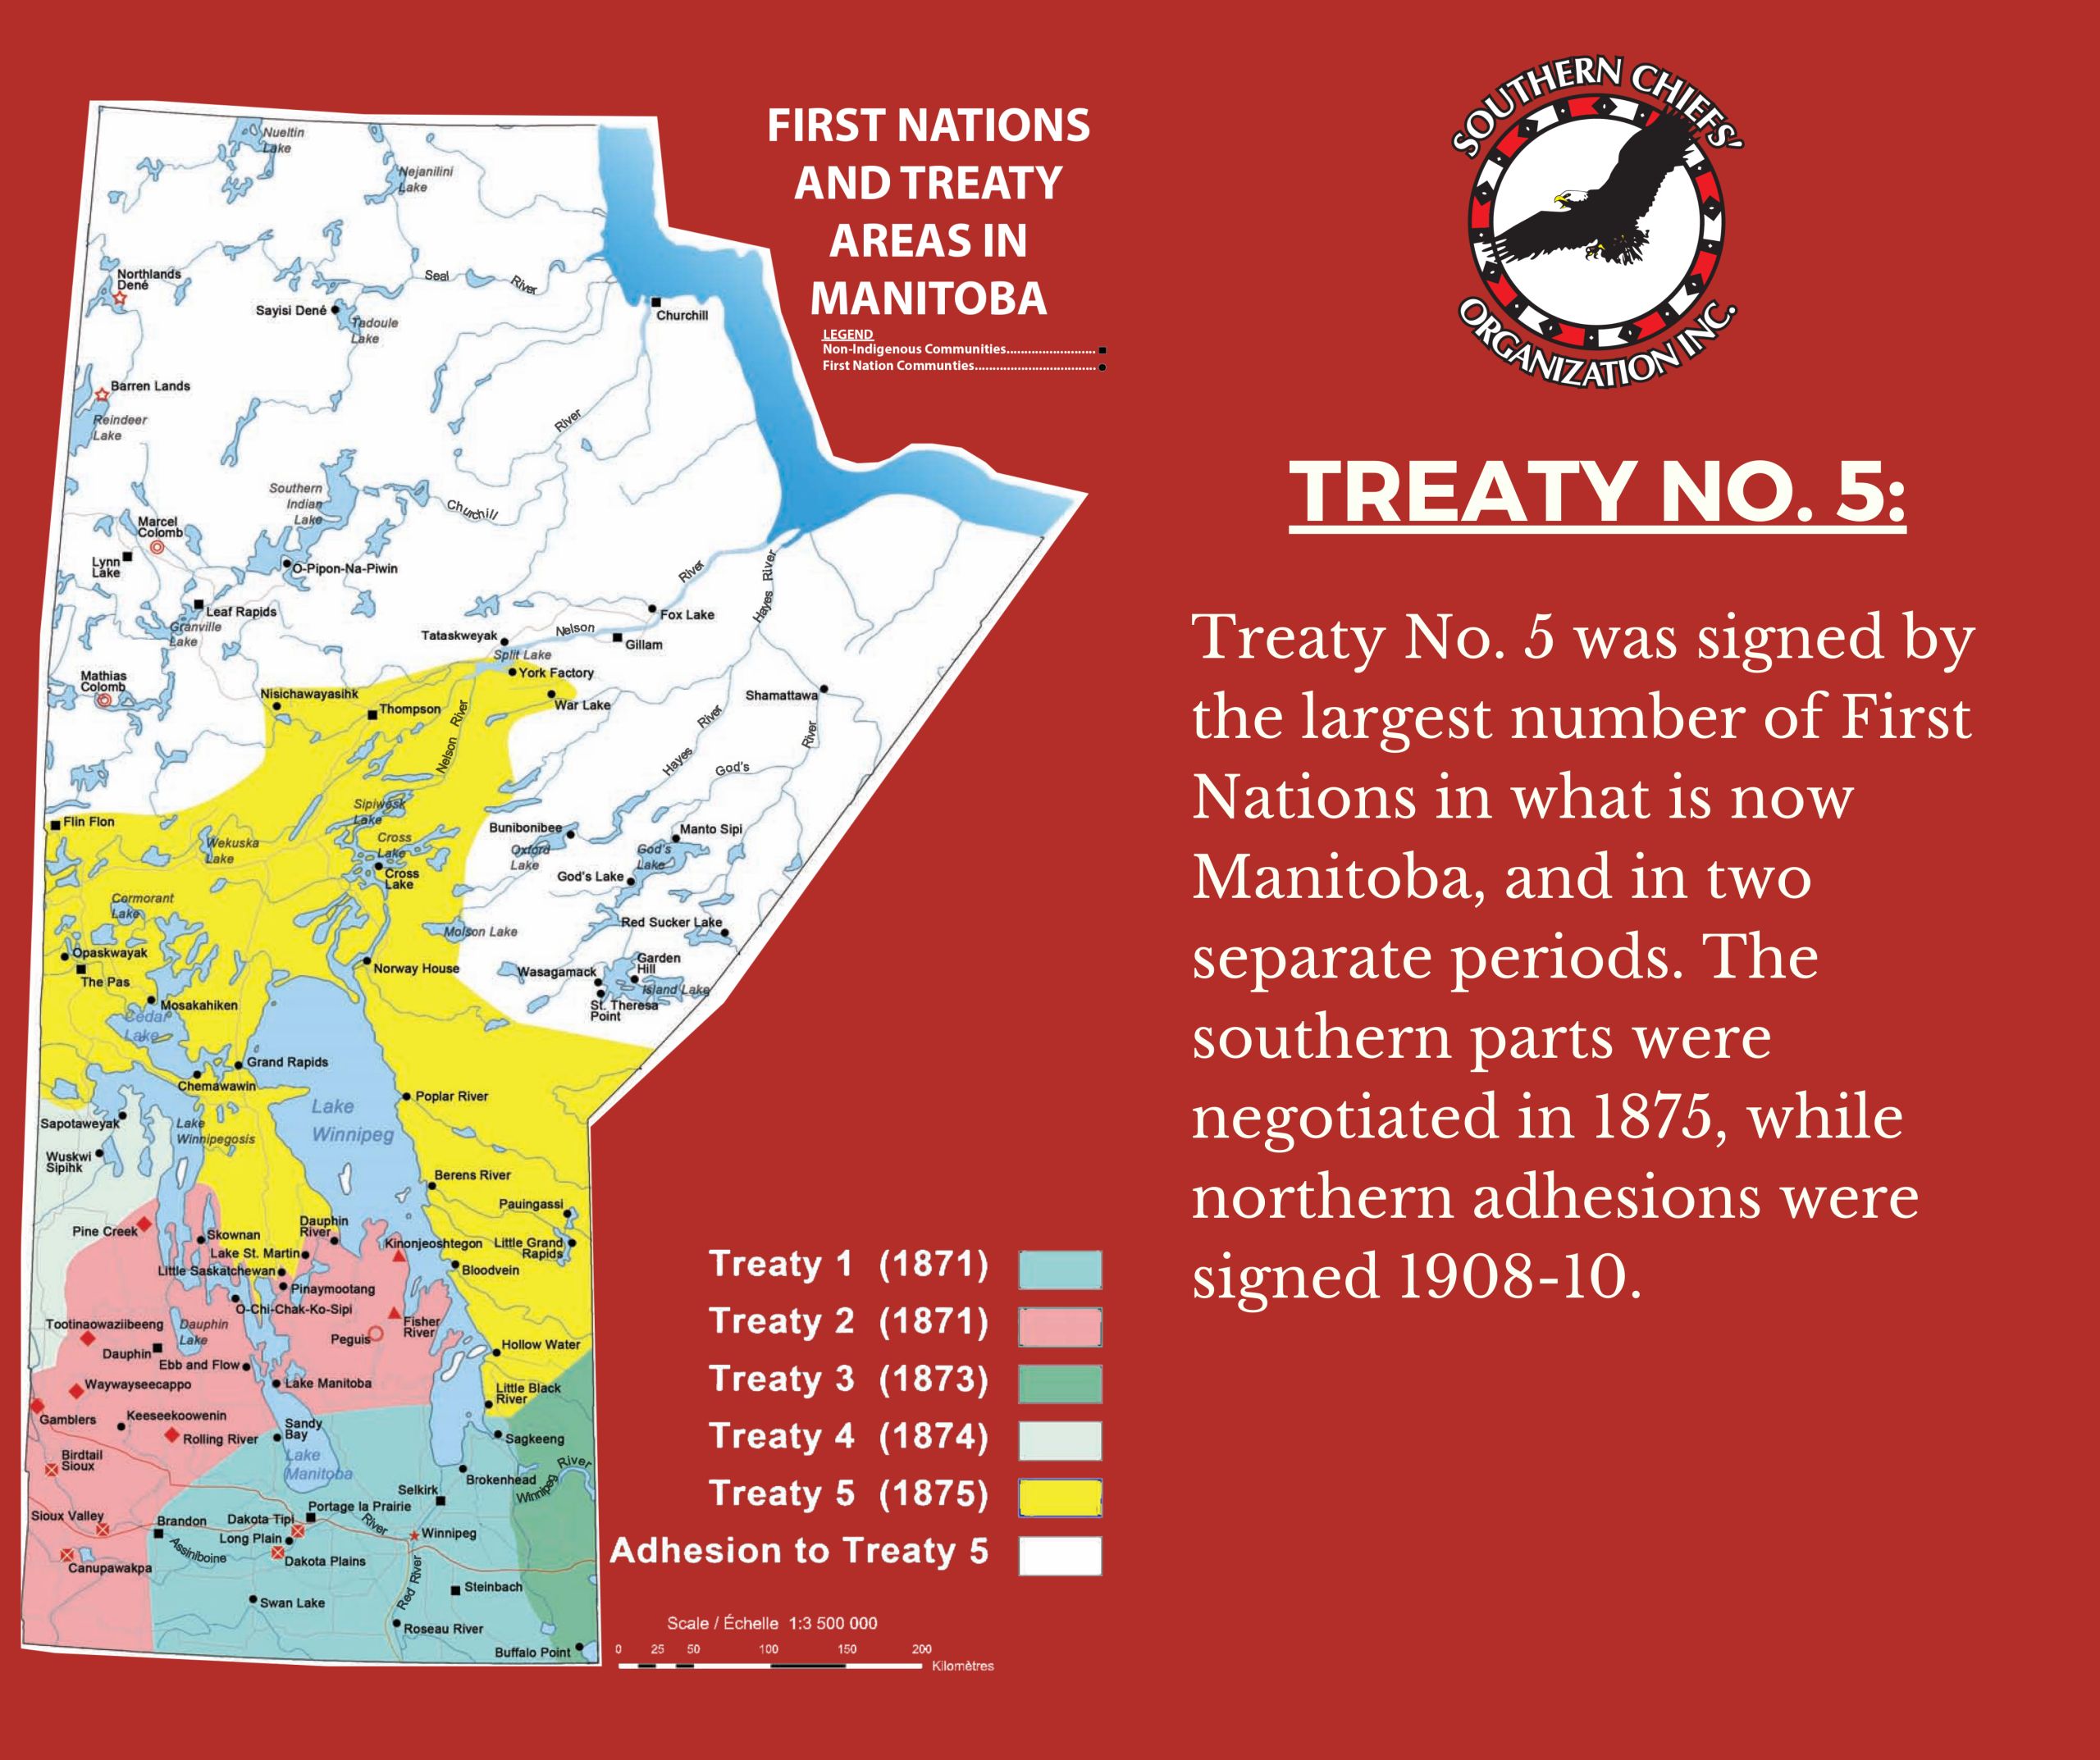 FIRST NATIONS
AND TREATY
AREAS IN
MANITOBA
LEGEND
Non-Indigenous Communities
First Nation Communties
Nueltin
Lake
Nejanilini
Lake
Northlands
Dené
Sayisi Dené
Tadoule
Lake
Seal
River
Churchill
Barren Lands
Reindeer
Lake
River
Southern
Indian
Lake
Churchill
Marcel
Colomb
Lynn
Lake
O-Pipon-Na-Piwin
Leaf Rapids
Granville
Lake
River
Hayes River
Fox Lake
Tataskweyak
Nelson
Gillam
Split Lake
York Factory
Mathias
Colomb
Nisichawayasihk
Thompson
War Lake
Shamattawa
Nelson River
Hayes River
God's
River
Flin Flon
Sipiwesk
Lake
Wekuska
Lake
Cross
Lake
Cross
Lake
Bunibonibee
Oxford
Lake
Manto Sipi
God's
Lake
God's Lake
Cormorant
Lake
Molson Lake
Red Sucker Lake
Opaskwayak
The Pas
Norway House
Wasagamack
Garden
Hill
Island Lake
St. Theresa
Point
Mosakahiken
Cedar
Lake
Grand Rapids
Chemawawin
Poplar River
Lake
Winnipeg
Sapotaweyak
Lake
Winnipegosis
Wuskwi
Sipihk
Berens River
Pauingassi
Pine Creek
Skownan
Dauphin
River
Lake St. Martin
Kinonjeoshtegon
Little Grand
Rapids
Little Saskatchewan
Bloodvein
Pinaymootang
O-Chi-Chak-Ko-Sipi
Tootinaowaziibeeng
Dauphin
Lake
Peguis
Fisher
River
Dauphin
Ebb and Flow
Hollow Water
Waywayseecappo
Lake Manitoba
Little Black
River
Gamblers
Keeseekoowenin
Rolling River
Sandy
Bay
Sagkeeng
Birdtail
Sioux
Lake
Manitoba
Brokenhead
Winnipeg River
Selkirk
Sioux Valley
Brandon
Dakota Tipi
Portage la Prairie
River
Long Plain
Winnipeg
Assiniboine
Canupawakpa
Dakota Plains
Red River
Steinbach
Swan Lake
Roseau River
Buffalo Point
Treaty 1 (1871)
Treaty 2 (1871)
Treaty 3 (1873)
Treaty 4 (1874)
Treaty 5 (1875)
Adhesion to Treaty 5
Scale / Échelle 1:3 500 000
0 25 50 100 150 200
Kilomètres
SOUTHERN CHIEFS'
ORGANIZATION INC.
TREATY NO. 5:
Treaty No. 5 was signed by
the largest number of First
Nations in what is now
Manitoba, and in two
separate periods. The
southern parts were
negotiated in 1875, while
northern adhesions were
signed 1908-10.